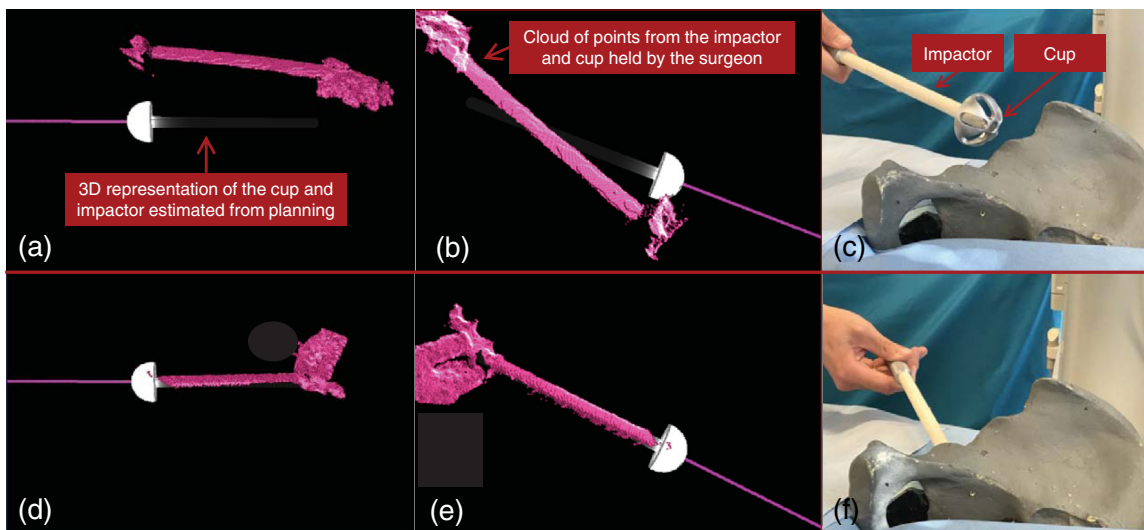 Cloud of points from the impactor
and cup held by the surgeon
Impactor
Cup
3D representation of the cup and
impactor estimated from planning
(a)
(b)
(c)
(d)
(e)
(f)